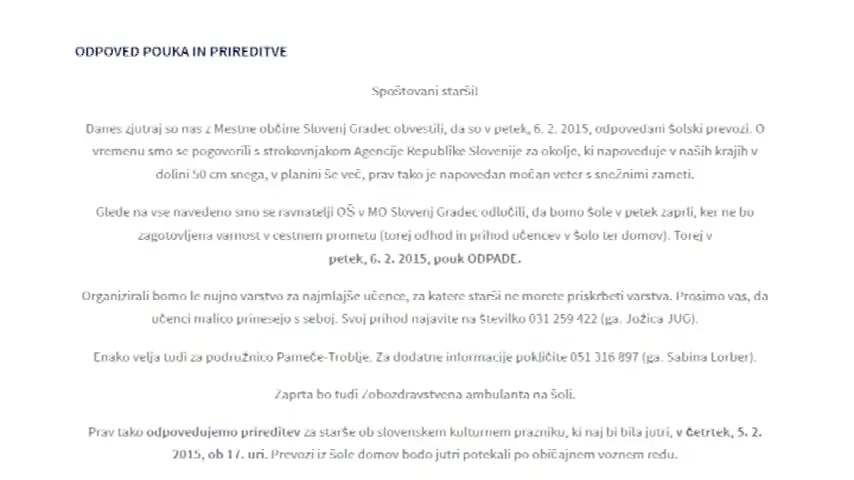 ODPOVED POUKA IN PRIREDITVE
Spoštovani starši!
Danes zjutraj so nas z Mestne občine Slovenj Gradec obvestili, da so v petek, 6. 2. 2015, odpovedani šolski prevozi. O
vremenu smo se pogovorili s strokovnjakom Agencije Republike Slovenije za okolje, ki napoveduje v naših krajih v
dolini 50 cm snega, v planini še več, prav tako je napovedan močan veter s snežnimi zameti.
Glede na vse navedeno smo se ravnatelji OŠ v MO Slovenj Gradec odločili, da bomo šole v petek zaprli, ker ne bo
zagotovljena varnost v cestnem prometu (torej odhod in prihod učencev v šolo ter domov). Torej v
petek, 6. 2. 2015, pouk ODPADE.
Organizirali bomo le nujno varstvo za najmlajše učence, za katere starši ne morete priskrbeti varstva. Prosimo vas, da
učenci malico prinesejo s seboj. Svoj prihod najavite na številko 031 259 422 (ga. Jožica JUG).
Enako velja tudi za podružnico Pameče-Troblje. Za dodatne informacije pokličite 051 316 897 (ga. Sabina Lorber).
Zaprta bo tudi Zobozdravstvena ambulanta na šoli.
Prav tako odpovedujemo prireditev za starše ob slovenskem kulturnem prazniku, ki naj bi bila jutri, v četrtek, 5. 2.
2015, ob 17. uri. Prevozi iz šole domov bodo jutri potekali po običajnem voznem redu.